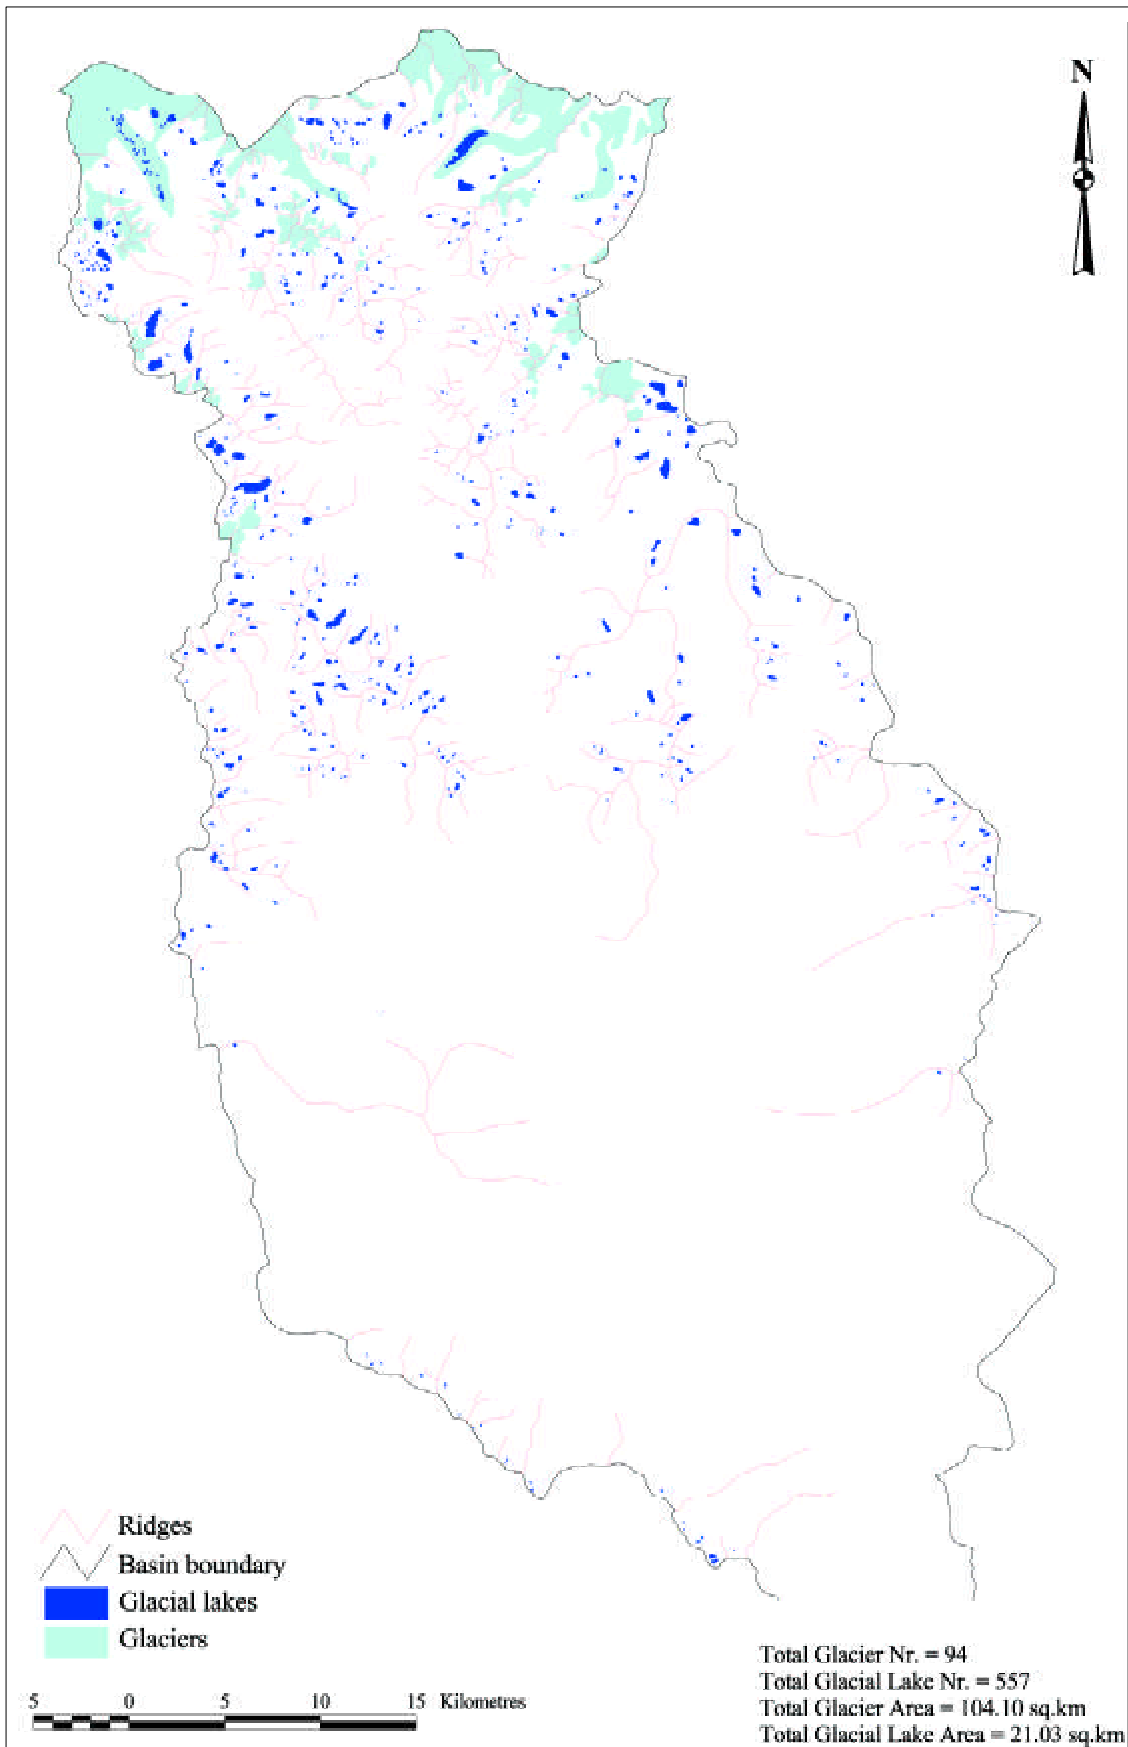 N
Ridges
Basin boundary
Glacial lakes
Glaciers
5 0 5 10 15 Kilometres
Total Glacier Nr. = 94
Total Glacial Lake Nr. = 557
Total Glacier Area = 104.10 sq.km
Total Glacial Lake Area = 21.03 sq.km